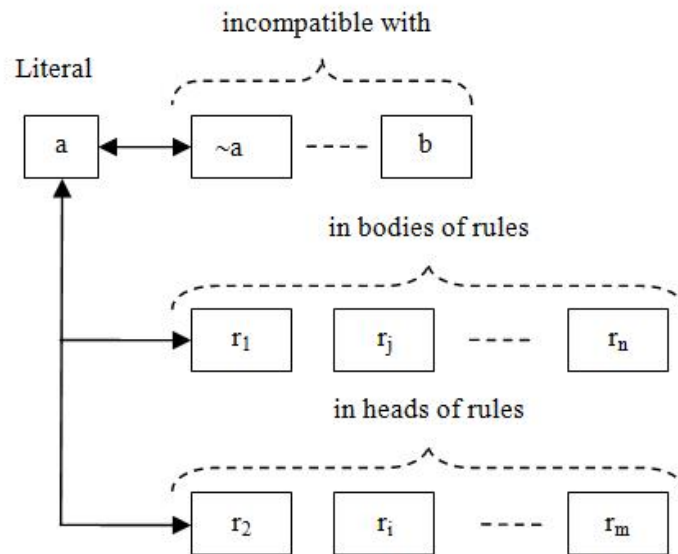 incompatible with
Literal
a ~a b
in bodies of rules
r₁ rⱼ rₙ
in heads of rules
r₂ rᵢ rₘ